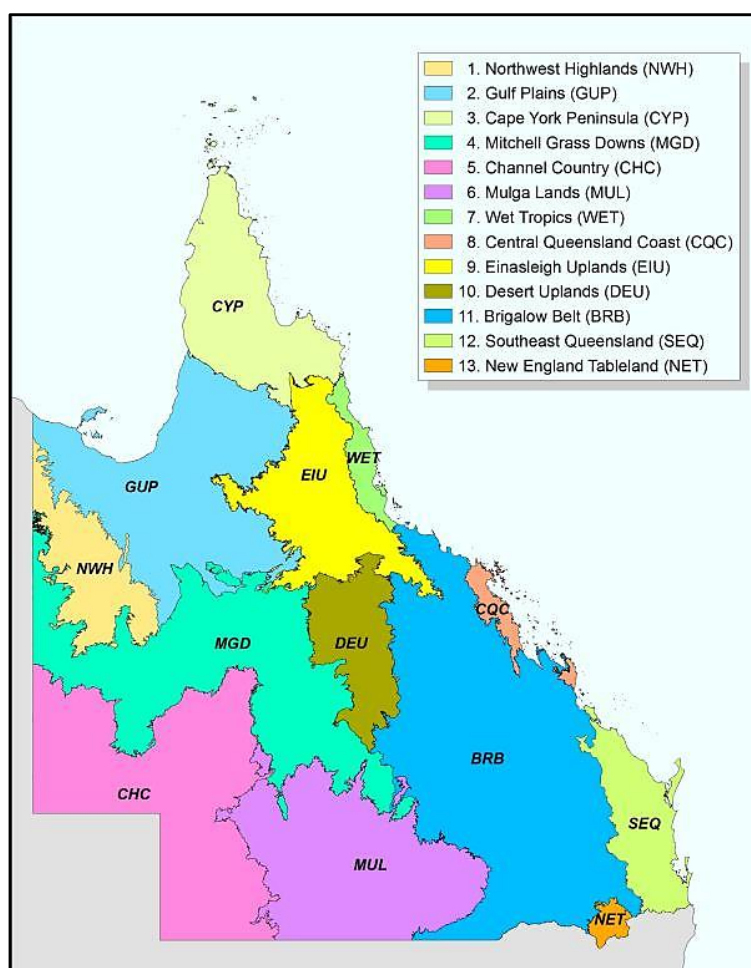 1. Northwest Highlands (NWH)
2. Gulf Plains (GUP)
3. Cape York Peninsula (CYP)
4. Mitchell Grass Downs (MGD)
5. Channel Country (CHC)
6. Mulga Lands (MUL)
7. Wet Tropics (WET)
8. Central Queensland Coast (CQC)
9. Einasleigh Uplands (EIU)
10. Desert Uplands (DEU)
11. Brigalow Belt (BRB)
12. Southeast Queensland (SEQ)
13. New England Tableland (NET)
CYP
WET
EIU
GUP
NWH
CQC
MGD
DEU
BRB
CHC
SEQ
MUL
NET